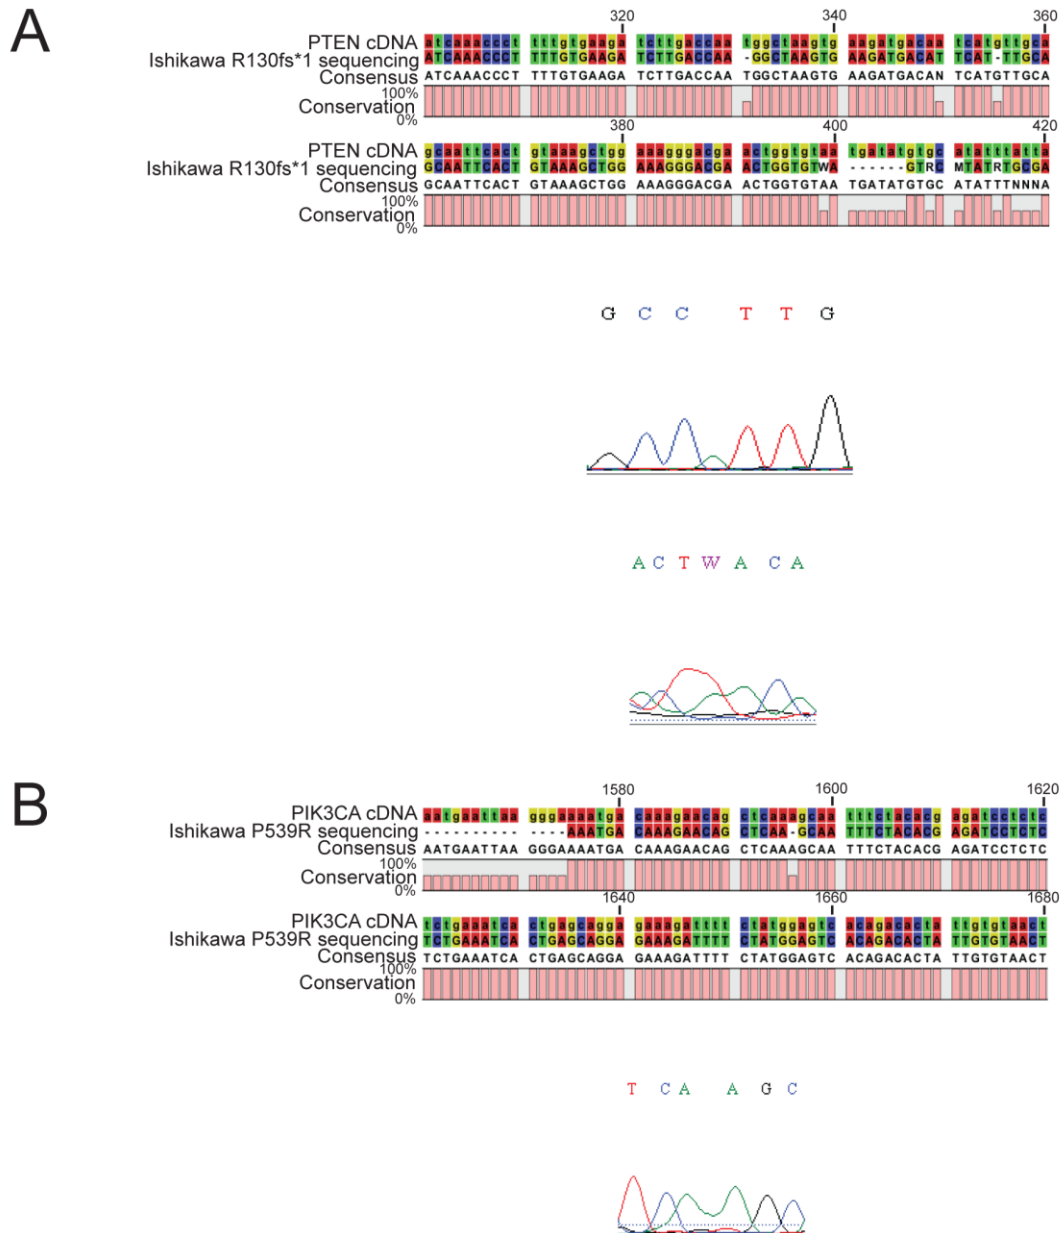 A
320 340 360
PTEN cDNA atcaaaccct tttgtgaaga tcttgaccaa tggctaagtg aagatgacaa tcatgttgca
Ishikawa R130fs*1 sequencing ATCAAACCCT TTTGTGAAGA TCTTGACCAA -GGCTAAGTG AAGATGACAT TCAT-TTGCA
Consensus ATCAAACCCT TTTGTGAAGA TCTTGACCAA TGGCTAAGTG AAGATGACAN TCATGTTGCA
100%
Conservation
0%
380 400 420
PTEN cDNA gcaattcact gtaaagctgg aaagggacga actggtgtaa tgatatgtgc atatttatta
Ishikawa R130fs*1 sequencing GCAATTCACT GTAAAGCTGG AAAGGGACGA ACTGGTGTWA ------GTRC MTATRTGCGA
Consensus GCAATTCACT GTAAAGCTGG AAAGGGACGA ACTGGTGTAA TGATATGTGC ATATTTNNNA
100%
Conservation
0%
G C C T T G
A C T W A C A
B
1580 1600 1620
PIK3CA cDNA aatgaattaa gggaaaatga caaagaacag ctcaaagcaa tttctacacg agatcctctc
Ishikawa P539R sequencing ---------- ----AAATGA CAAAGAACAG CTCAA-GCAA TTTCTACACG AGATCCTCTC
Consensus AATGAATTAA GGGAAAATGA CAAAGAACAG CTCAAAGCAA TTTCTACACG AGATCCTCTC
100%
Conservation
0%
1640 1660 1680
PIK3CA cDNA tctgaaatca ctgagcagga gaaagatttt ctatggagtc acagacacta ttgtgtaact
Ishikawa P539R sequencing TCTGAAATCA CTGAGCAGGA GAAAGATTTT CTATGGAGTC ACAGACACTA TTGTGTAACT
Consensus TCTGAAATCA CTGAGCAGGA GAAAGATTTT CTATGGAGTC ACAGACACTA TTGTGTAACT
100%
Conservation
0%
T C A A G C